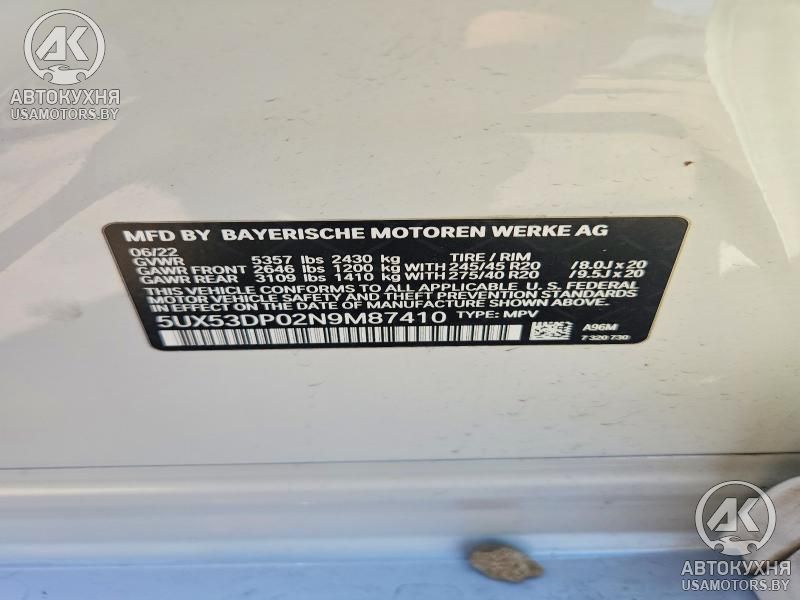 AK
АВТОКУХНЯ
USAMOTORS.BY
MFD BY BAYERISCHE MOTOREN WERKE AG
06/22
GVWR 5357 lbs 2430 kg TIRE / RIM
GAWR FRONT 2646 lbs 1200 kg WITH 245/45 R20 /8.0J x 20
GAWR REAR 3109 lbs 1410 kg WITH 275/40 R20 /9.5J x 20
THIS VEHICLE CONFORMS TO ALL APPLICABLE U.S. FEDERAL
MOTOR VEHICLE SAFETY AND THEFT PREVENTION STANDARDS
IN EFFECT ON THE DATE OF MANUFACTURE SHOWN ABOVE.
5UX53DP02N9M87410 TYPE: MPV
A96M
7 320 730
AK
АВТОКУХНЯ
USAMOTORS.BY